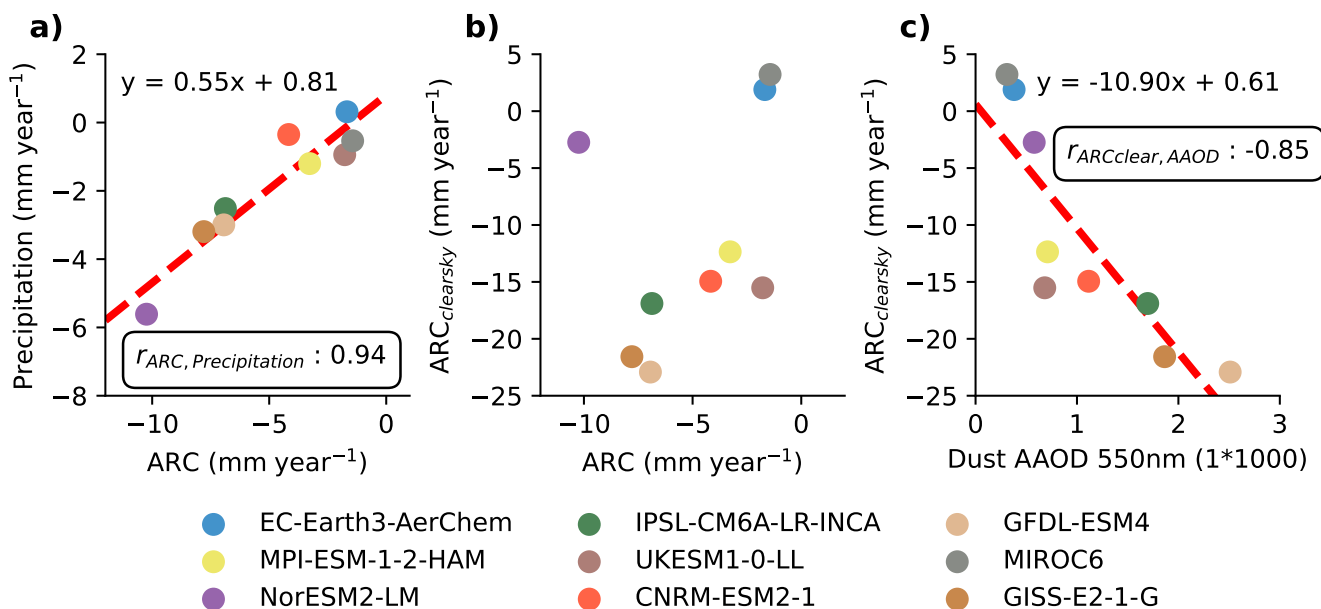 a)
y = 0.55x + 0.81
r_ARC, Precipitation : 0.94
Precipitation (mm year⁻¹)
2
0
−2
−4
−6
−8
−10
−5
0
ARC (mm year⁻¹)
b)
ARC_clearsky (mm year⁻¹)
5
0
−5
−10
−15
−20
−25
−10
−5
0
ARC (mm year⁻¹)
c)
y = -10.90x + 0.61
r_ARCclear, AAOD : -0.85
ARC_clearsky (mm year⁻¹)
5
0
−5
−10
−15
−20
−25
0
1
2
3
Dust AAOD 550nm (1*1000)
EC-Earth3-AerChem
MPI-ESM-1-2-HAM
NorESM2-LM
IPSL-CM6A-LR-INCA
UKESM1-0-LL
CNRM-ESM2-1
GFDL-ESM4
MIROC6
GISS-E2-1-G